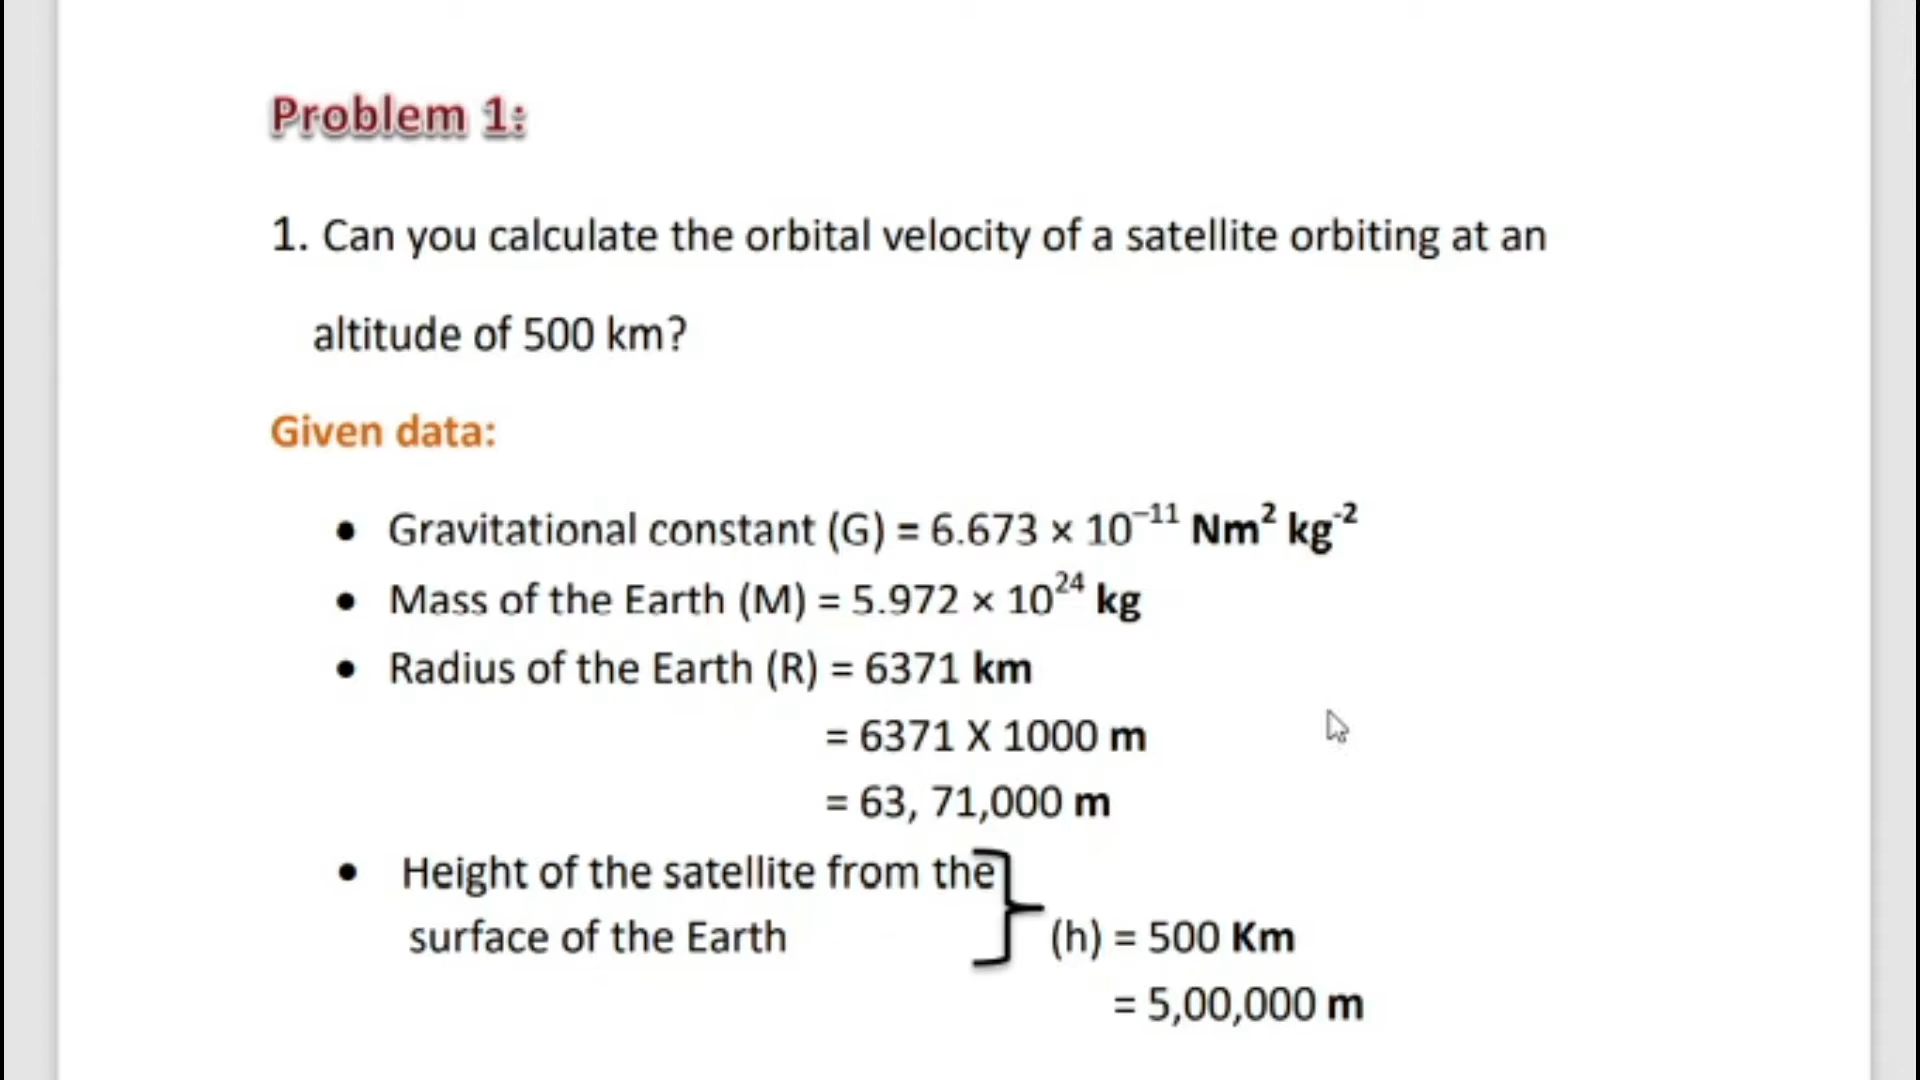 Problem 1:
1. Can you calculate the orbital velocity of a satellite orbiting at an
altitude of 500 km?
Given data:
• Gravitational constant (G) = 6.673 × 10⁻¹¹ Nm² kg⁻²
• Mass of the Earth (M) = 5.972 × 10²⁴ kg
• Radius of the Earth (R) = 6371 km
= 6371 X 1000 m
= 63, 71,000 m
• Height of the satellite from the
surface of the Earth (h) = 500 Km
= 5,00,000 m